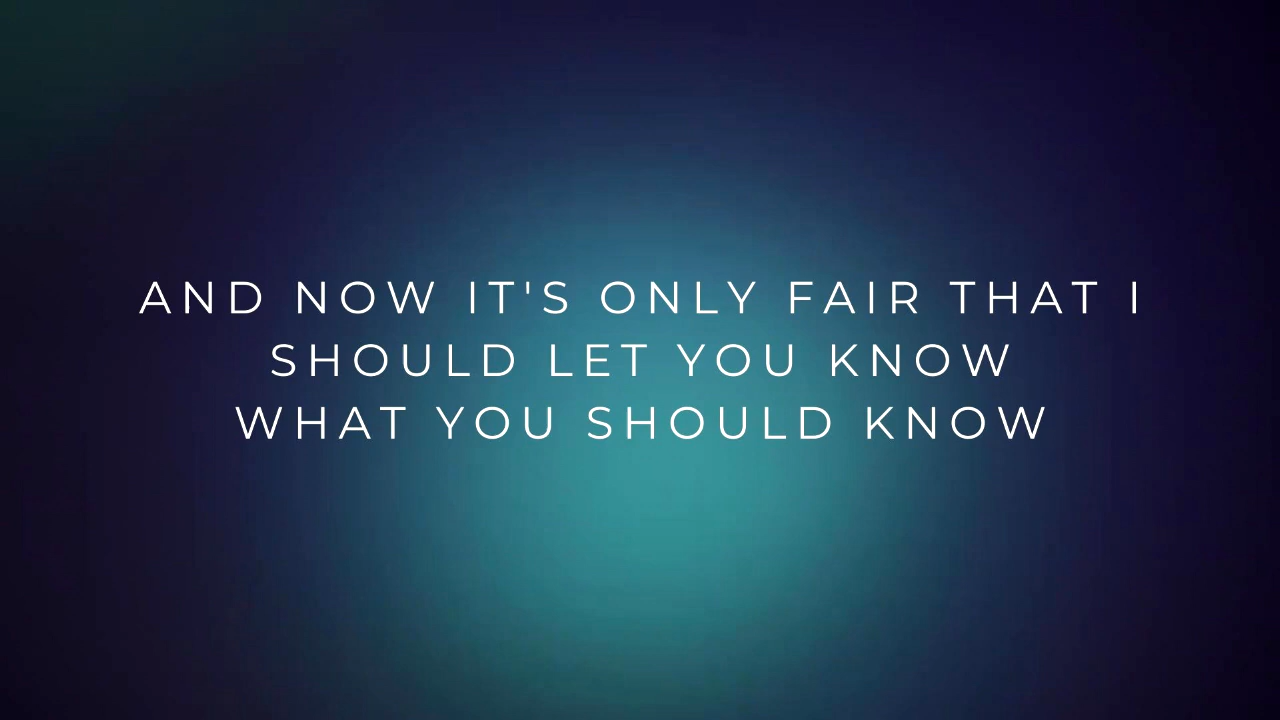 AND NOW IT'S ONLY FAIR THAT I
SHOULD LET YOU KNOW
WHAT YOU SHOULD KNOW